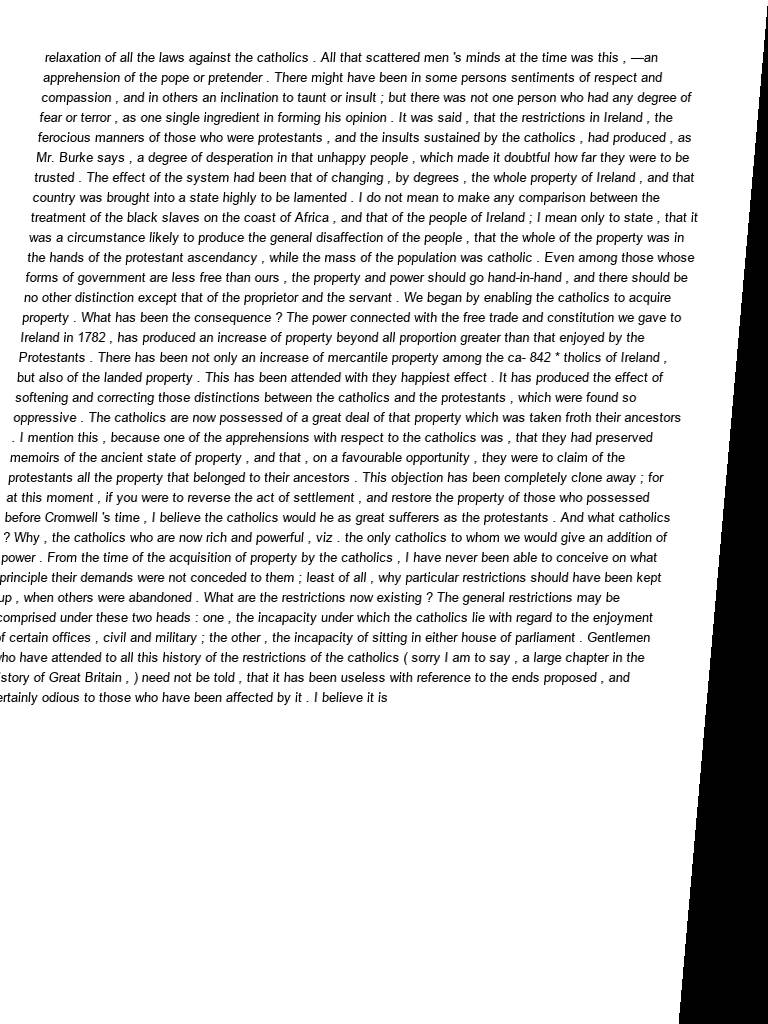 relaxation of all the laws against the catholics . All that scattered men 's minds at the time was this , —an
apprehension of the pope or pretender . There might have been in some persons sentiments of respect and
compassion , and in others an inclination to taunt or insult ; but there was not one person who had any degree of
fear or terror , as one single ingredient in forming his opinion . It was said , that the restrictions in Ireland , the
ferocious manners of those who were protestants , and the insults sustained by the catholics , had produced , as
Mr. Burke says , a degree of desperation in that unhappy people , which made it doubtful how far they were to be
trusted . The effect of the system had been that of changing , by degrees , the whole property of Ireland , and that
country was brought into a state highly to be lamented . I do not mean to make any comparison between the
treatment of the black slaves on the coast of Africa , and that of the people of Ireland ; I mean only to state , that it
was a circumstance likely to produce the general disaffection of the people , that the whole of the property was in
the hands of the protestant ascendancy , while the mass of the population was catholic . Even among those whose
forms of government are less free than ours , the property and power should go hand-in-hand , and there should be
no other distinction except that of the proprietor and the servant . We began by enabling the catholics to acquire
property . What has been the consequence ? The power connected with the free trade and constitution we gave to
Ireland in 1782 , has produced an increase of property beyond all proportion greater than that enjoyed by the
Protestants . There has been not only an increase of mercantile property among the ca- 842 * tholics of Ireland ,
but also of the landed property . This has been attended with they happiest effect . It has produced the effect of
softening and correcting those distinctions between the catholics and the protestants , which were found so
oppressive . The catholics are now possessed of a great deal of that property which was taken froth their ancestors
. I mention this , because one of the apprehensions with respect to the catholics was , that they had preserved
memoirs of the ancient state of property , and that , on a favourable opportunity , they were to claim of the
protestants all the property that belonged to their ancestors . This objection has been completely clone away ; for
at this moment , if you were to reverse the act of settlement , and restore the property of those who possessed
before Cromwell 's time , I believe the catholics would he as great sufferers as the protestants . And what catholics
? Why , the catholics who are now rich and powerful , viz . the only catholics to whom we would give an addition of
power . From the time of the acquisition of property by the catholics , I have never been able to conceive on what
principle their demands were not conceded to them ; least of all , why particular restrictions should have been kept
up , when others were abandoned . What are the restrictions now existing ? The general restrictions may be
comprised under these two heads : one , the incapacity under which the catholics lie with regard to the enjoyment
of certain offices , civil and military ; the other , the incapacity of sitting in either house of parliament . Gentlemen
who have attended to all this history of the restrictions of the catholics ( sorry I am to say , a large chapter in the
story of Great Britain , ) need not be told , that it has been useless with reference to the ends proposed , and
ertainly odious to those who have been affected by it . I believe it is